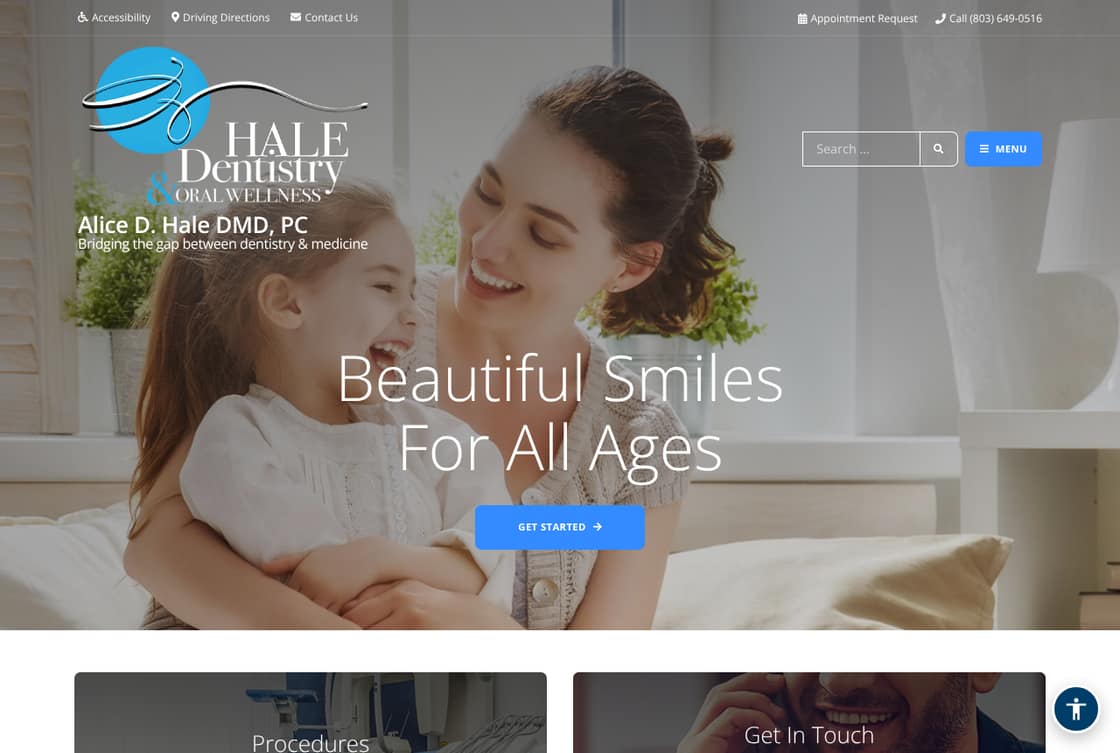 Accessibility
Driving Directions
Contact Us
Appointment Request
Call (803) 649-0516
HALE
Dentistry
& ORAL WELLNESS
Alice D. Hale DMD, PC
Bridging the gap between dentistry & medicine
Search ...
MENU
Beautiful Smiles
For All Ages
GET STARTED
Procedures
Get In Touch